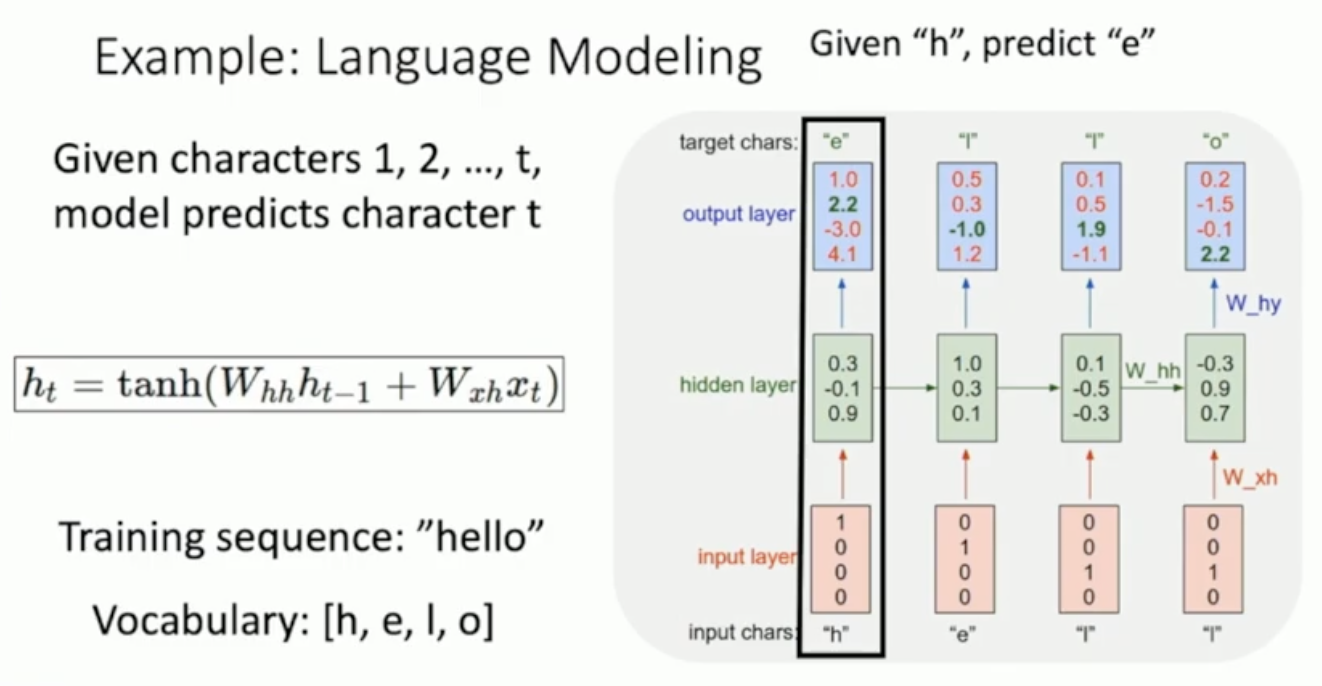 Example: Language Modeling
Given “h”, predict “e”
Given characters 1, 2, ..., t,
model predicts character t
h_t = tanh(W_{hh}h_{t−1} + W_{xh}x_t)
Training sequence: ”hello”
Vocabulary: [h, e, l, o]
target chars: “e” “l” “l” “o”
output layer
1.0 0.5 0.1 0.2
2.2 0.3 0.5 -1.5
-3.0 -1.0 1.9 -0.1
4.1 1.2 -1.1 2.2
W_hy
hidden layer
0.3 1.0 0.1 -0.3
-0.1 0.3 -0.5 0.9
0.9 0.1 -0.3 0.7
W_hh
W_xh
input layer
1 0 0 0
0 1 0 0
0 0 1 1
0 0 0 0
input chars: “h” “e” “l” “l”